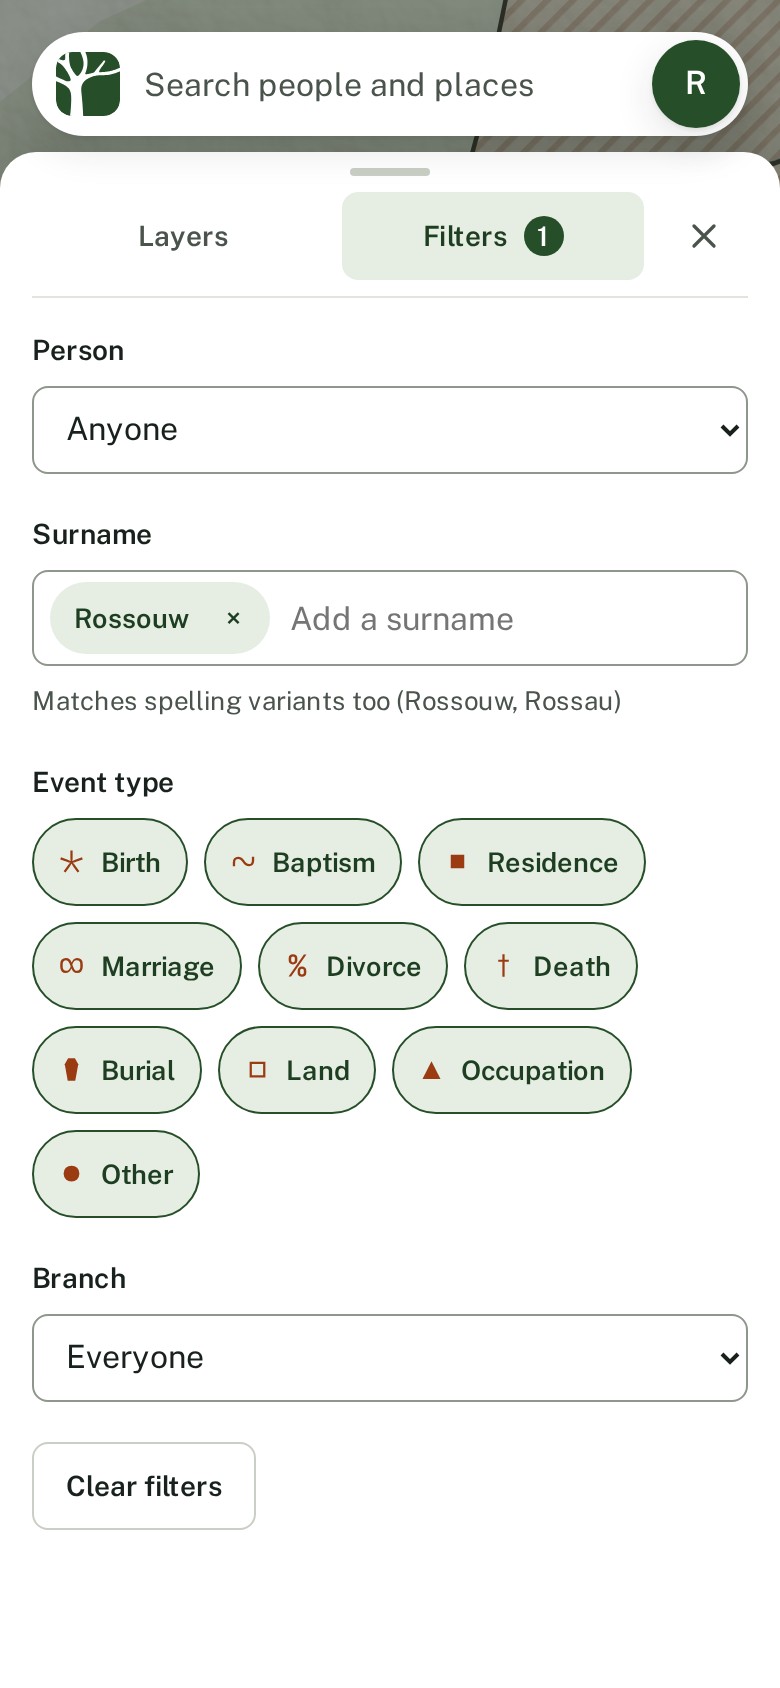 Search people and places
R
Layers
Filters 1
Person
Anyone
Surname
Rossouw ×
Add a surname
Matches spelling variants too (Rossouw, Rossau)
Event type
Birth
Baptism
Residence
Marriage
Divorce
Death
Burial
Land
Occupation
Other
Branch
Everyone
Clear filters